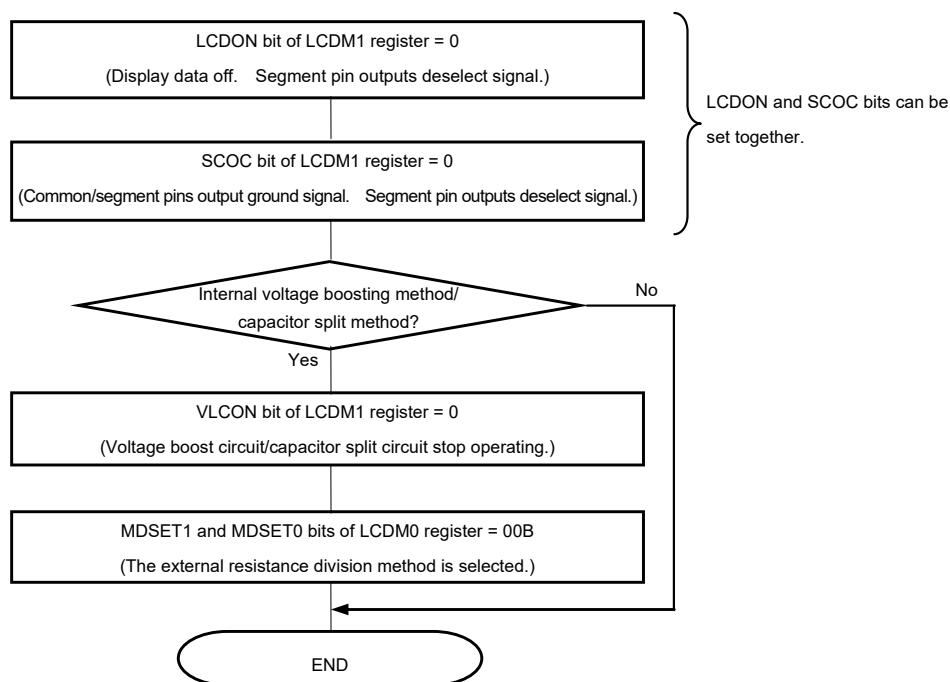 LCDON bit of LCDM1 register = 0
(Display data off. Segment pin outputs deselect signal.)
LCDON and SCOC bits can be
set together.
SCOC bit of LCDM1 register = 0
(Common/segment pins output ground signal. Segment pin outputs deselect signal.)
Internal voltage boosting method/
capacitor split method?
No
Yes
VLCON bit of LCDM1 register = 0
(Voltage boost circuit/capacitor split circuit stop operating.)
MDSET1 and MDSET0 bits of LCDM0 register = 00B
(The external resistance division method is selected.)
END